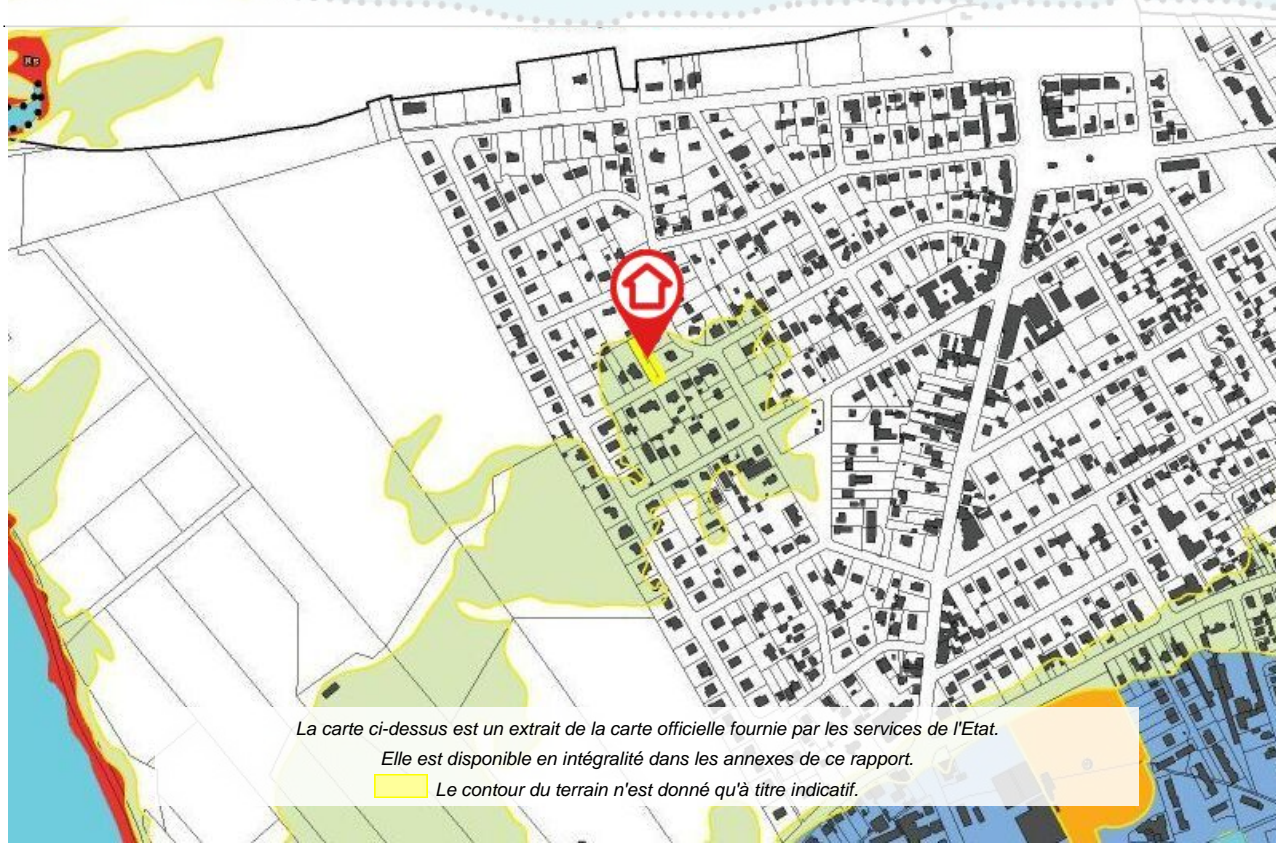 Rs
La carte ci-dessus est un extrait de la carte officielle fournie par les services de l'Etat.
Elle est disponible en intégralité dans les annexes de ce rapport.
Le contour du terrain n'est donné qu'à titre indicatif.